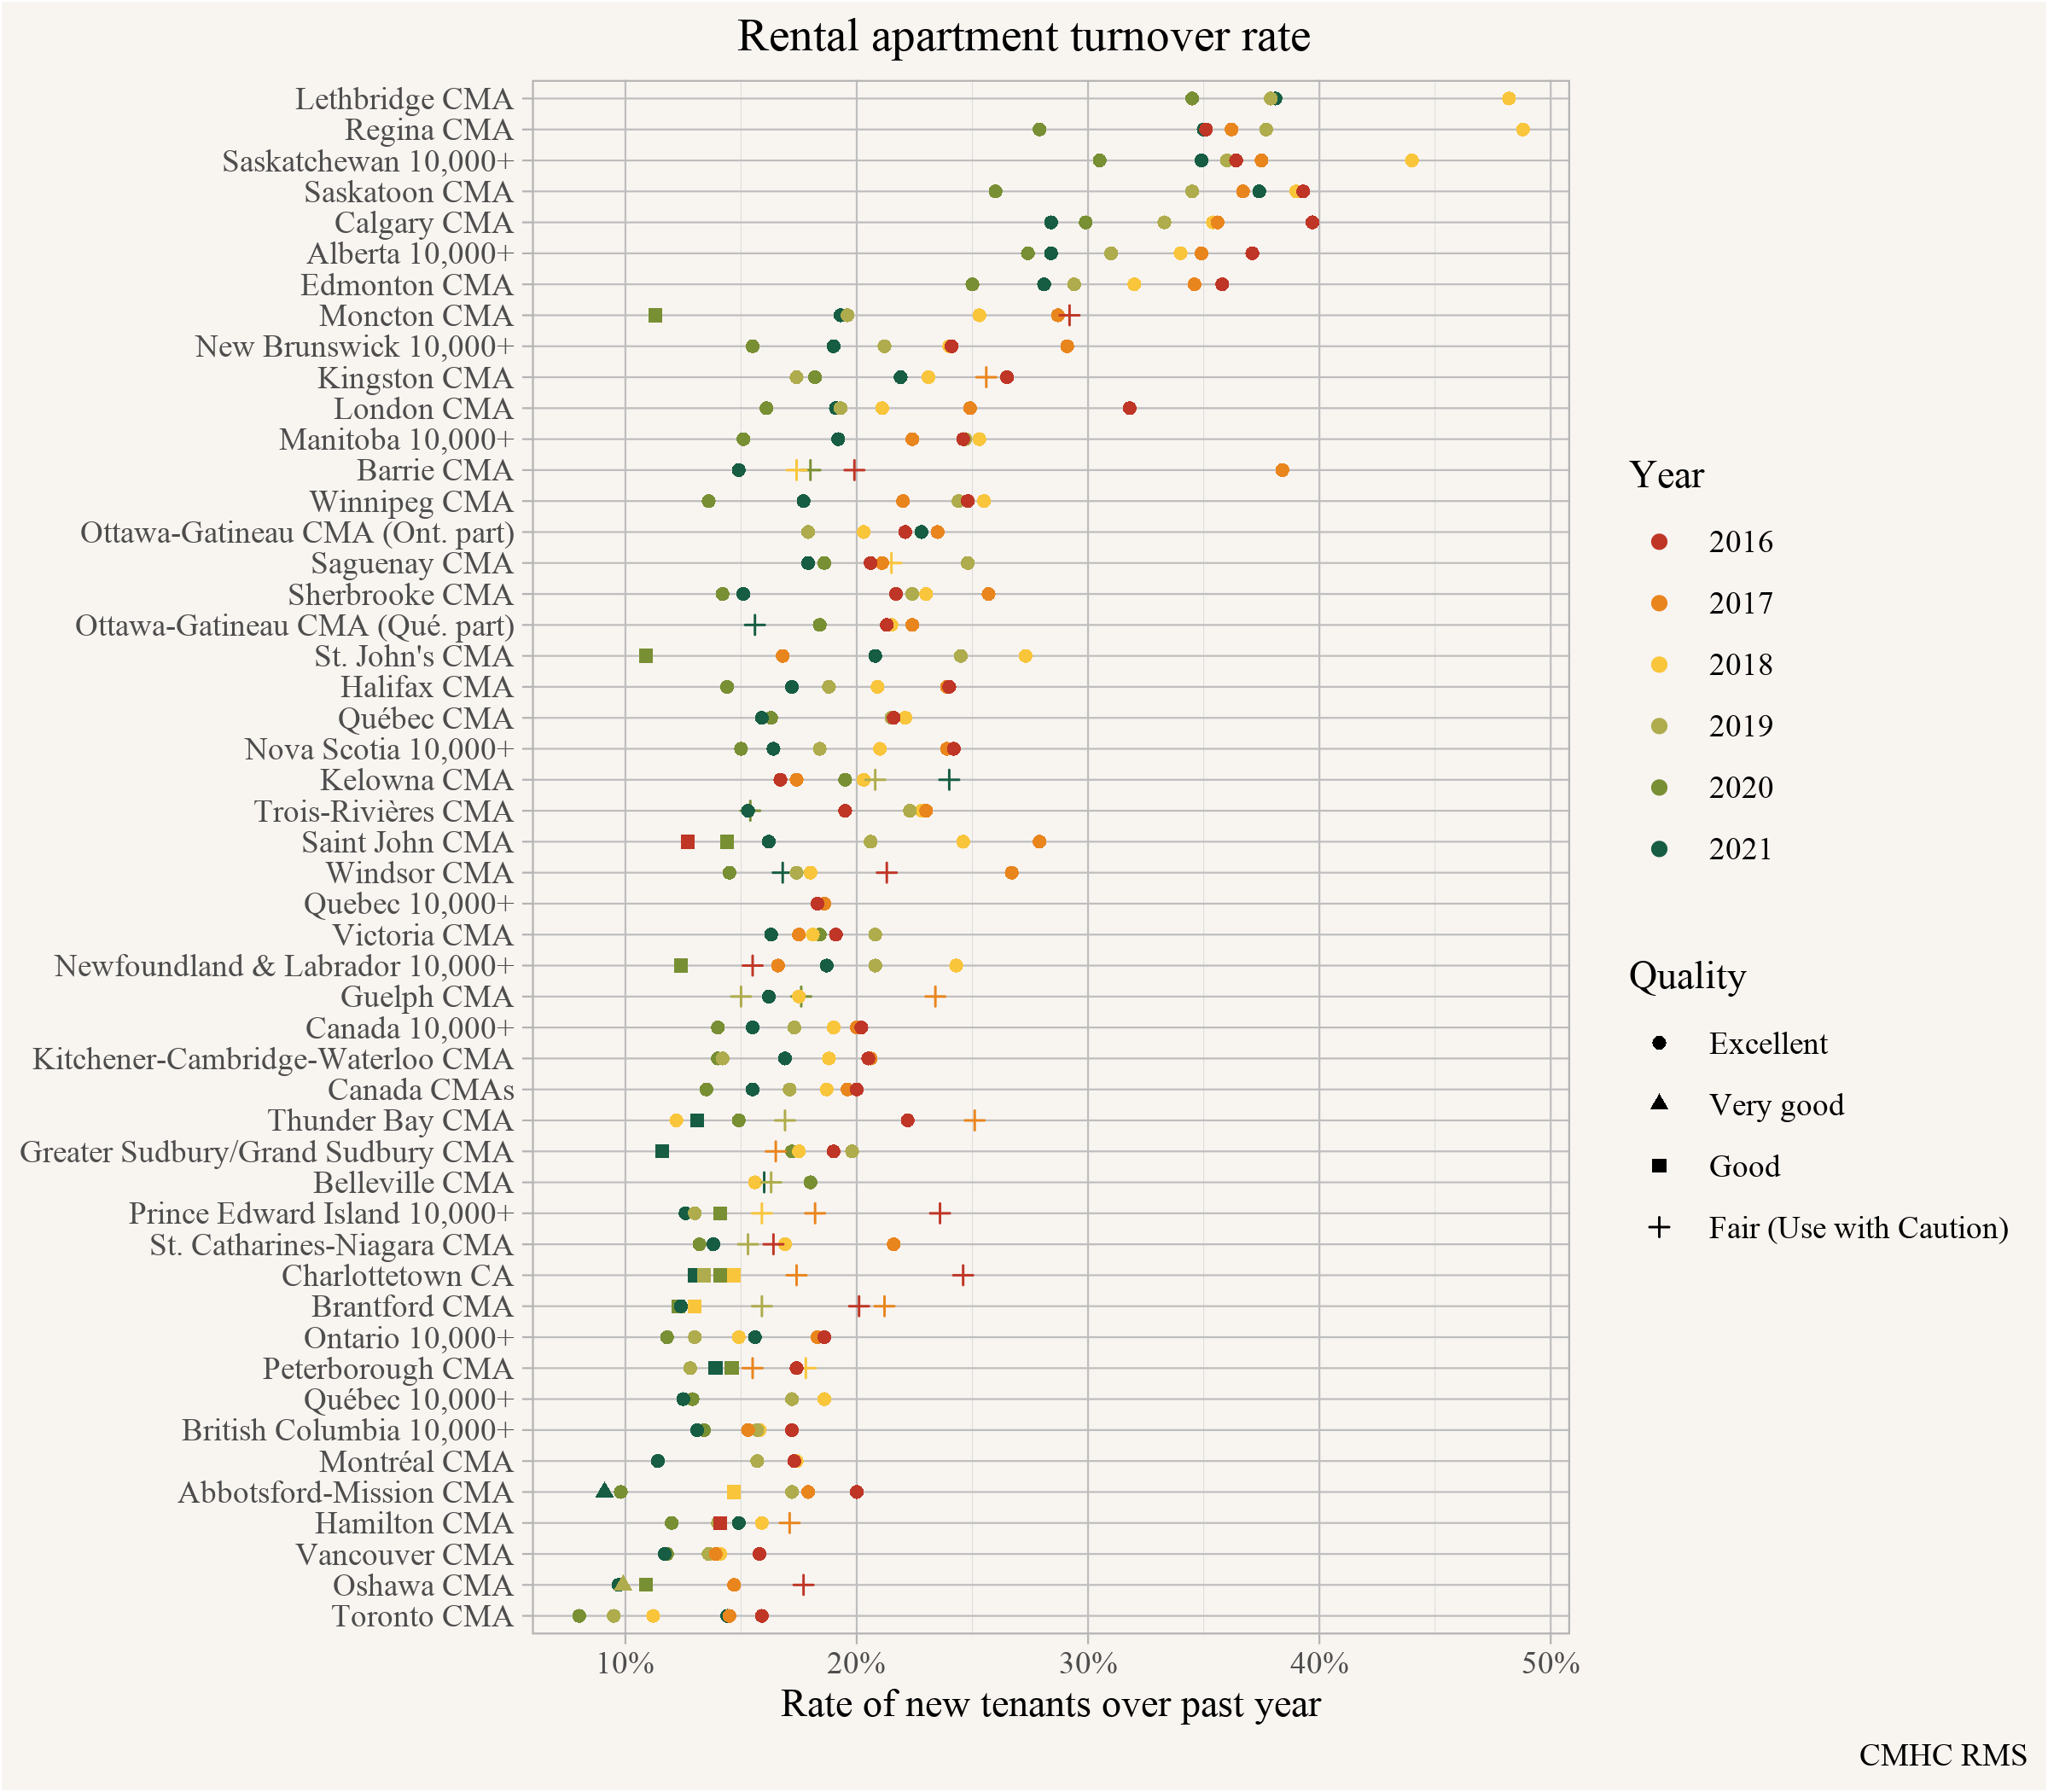 Rental apartment turnover rate
Lethbridge CMA
Regina CMA
Saskatchewan 10,000+
Saskatoon CMA
Calgary CMA
Alberta 10,000+
Edmonton CMA
Moncton CMA
New Brunswick 10,000+
Kingston CMA
London CMA
Manitoba 10,000+
Barrie CMA
Winnipeg CMA
Ottawa-Gatineau CMA (Ont. part)
Saguenay CMA
Sherbrooke CMA
Ottawa-Gatineau CMA (Qué. part)
St. John's CMA
Halifax CMA
Québec CMA
Nova Scotia 10,000+
Kelowna CMA
Trois-Rivières CMA
Saint John CMA
Windsor CMA
Quebec 10,000+
Victoria CMA
Newfoundland & Labrador 10,000+
Guelph CMA
Canada 10,000+
Kitchener-Cambridge-Waterloo CMA
Canada CMAs
Thunder Bay CMA
Greater Sudbury/Grand Sudbury CMA
Belleville CMA
Prince Edward Island 10,000+
St. Catharines-Niagara CMA
Charlottetown CA
Brantford CMA
Ontario 10,000+
Peterborough CMA
Québec 10,000+
British Columbia 10,000+
Montréal CMA
Abbotsford-Mission CMA
Hamilton CMA
Vancouver CMA
Oshawa CMA
Toronto CMA
10% 20% 30% 40% 50%
Rate of new tenants over past year
Year
2016
2017
2018
2019
2020
2021
Quality
Excellent
Very good
Good
Fair (Use with Caution)
CMHC RMS